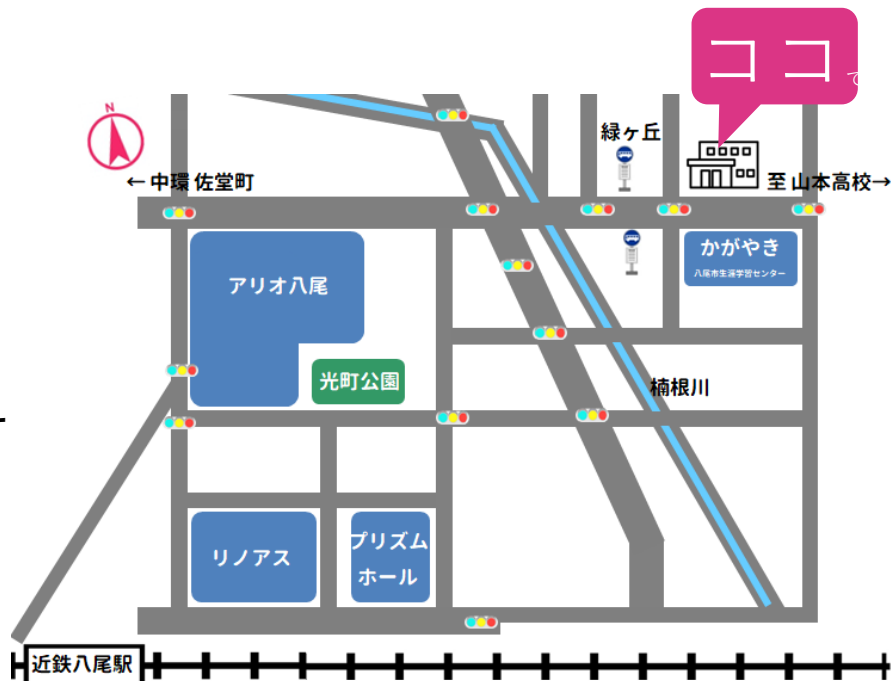 ココで
N
緑ヶ丘
← 中環 佐堂町
至 山本高校→
かがやき
八尾市生涯学習センター
アリオ八尾
光町公園
楠根川
リノアス
プリズム
ホール
近鉄八尾駅